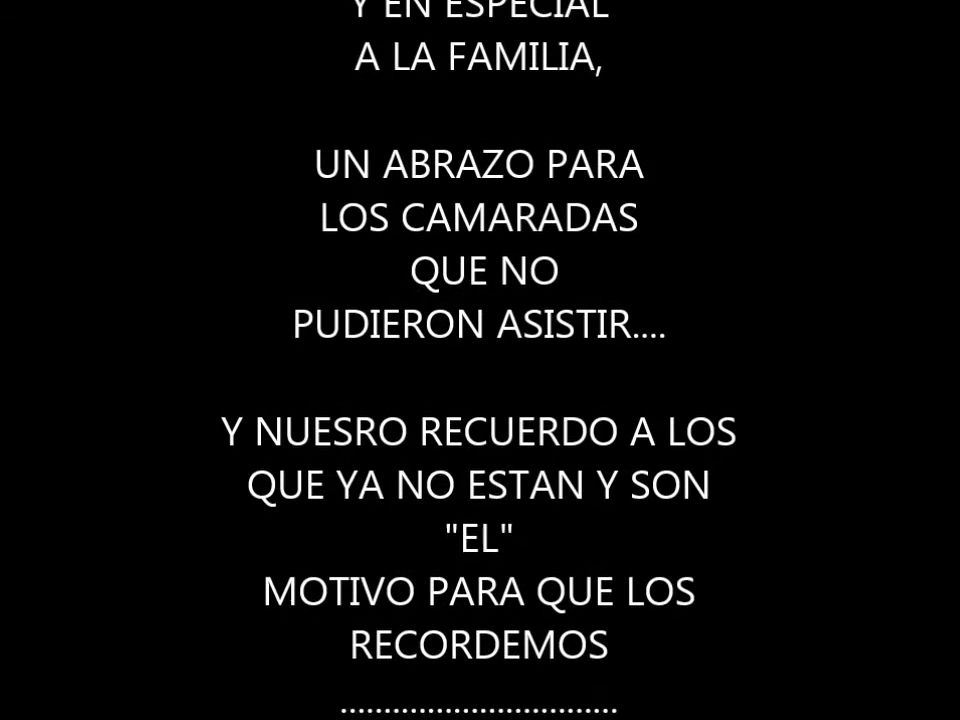 Y EN ESPECIAL
A LA FAMILIA,
UN ABRAZO PARA
LOS CAMARADAS
QUE NO
PUDIERON ASISTIR....
Y NUESRO RECUERDO A LOS
QUE YA NO ESTAN Y SON
"EL"
MOTIVO PARA QUE LOS
RECORDEMOS
................................